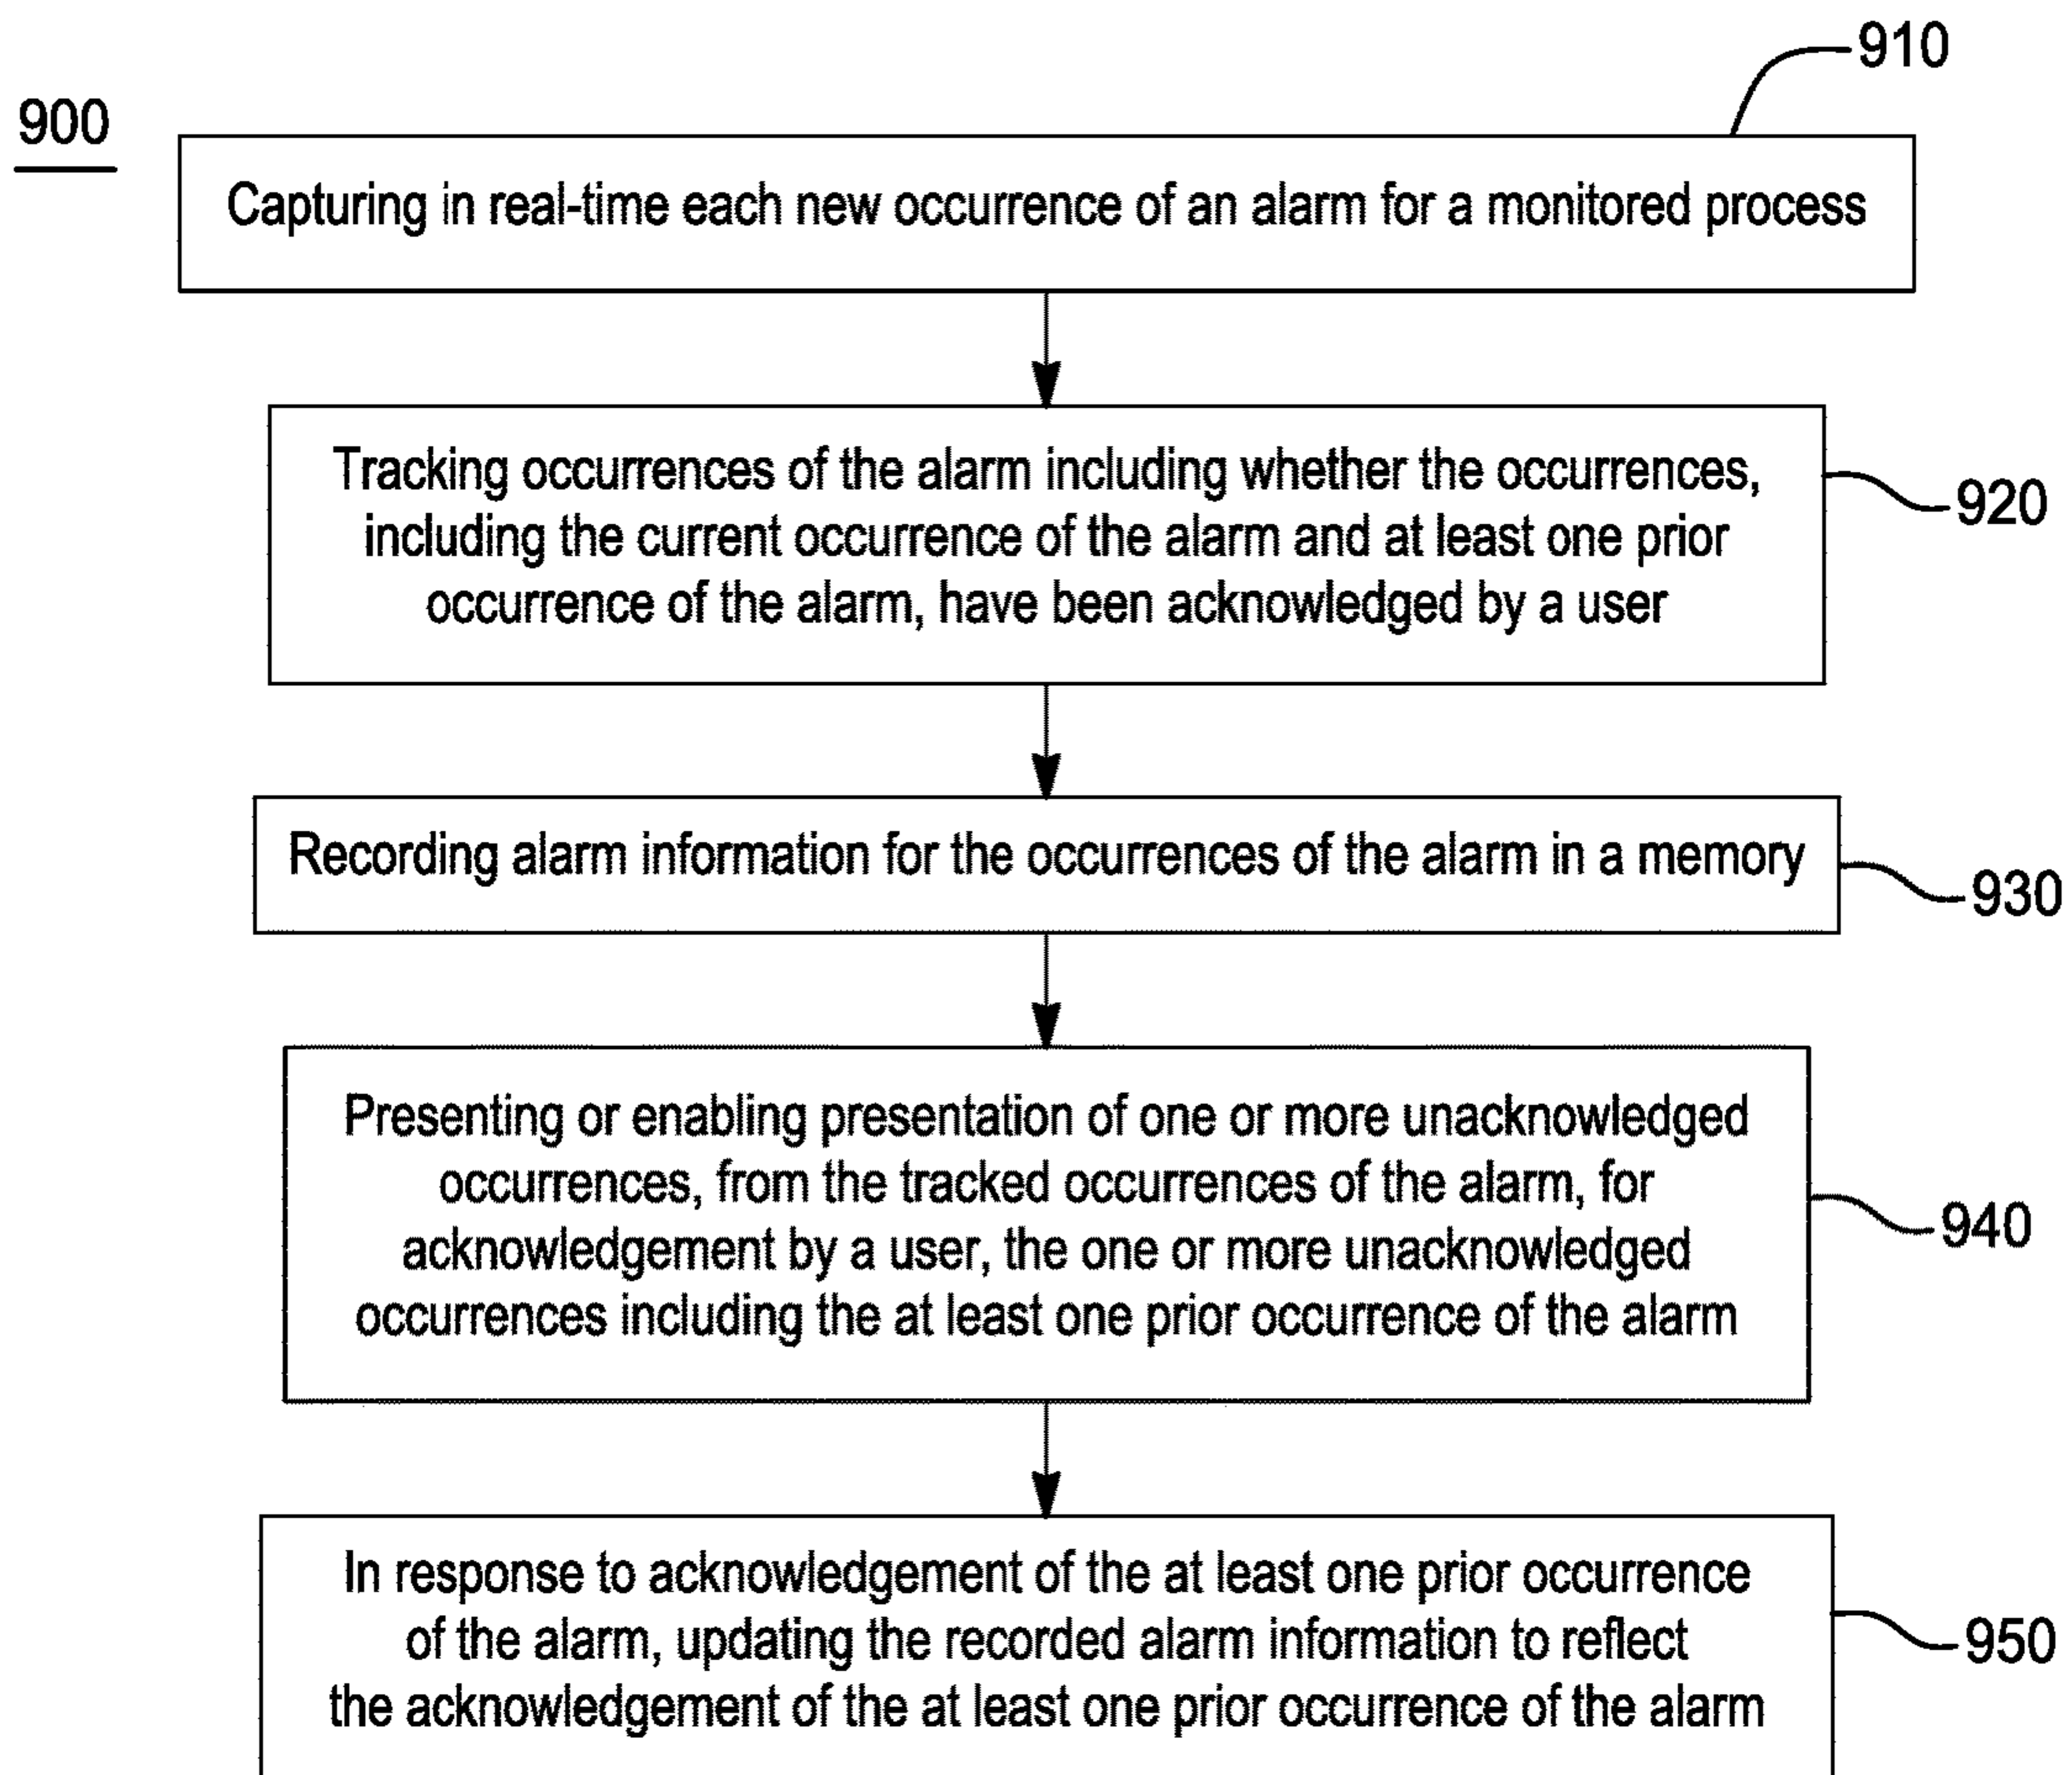 910
900
Capturing in real-time each new occurrence of an alarm for a monitored process
Tracking occurrences of the alarm including whether the occurrences,
including the current occurrence of the alarm and at least one prior
occurrence of the alarm, have been acknowledged by a user
920
Recording alarm information for the occurrences of the alarm in a memory
930
Presenting or enabling presentation of one or more unacknowledged
occurrences, from the tracked occurrences of the alarm, for
acknowledgement by a user, the one or more unacknowledged
occurrences including the at least one prior occurrence of the alarm
940
In response to acknowledgement of the at least one prior occurrence
of the alarm, updating the recorded alarm information to reflect
the acknowledgement of the at least one prior occurrence of the alarm
950